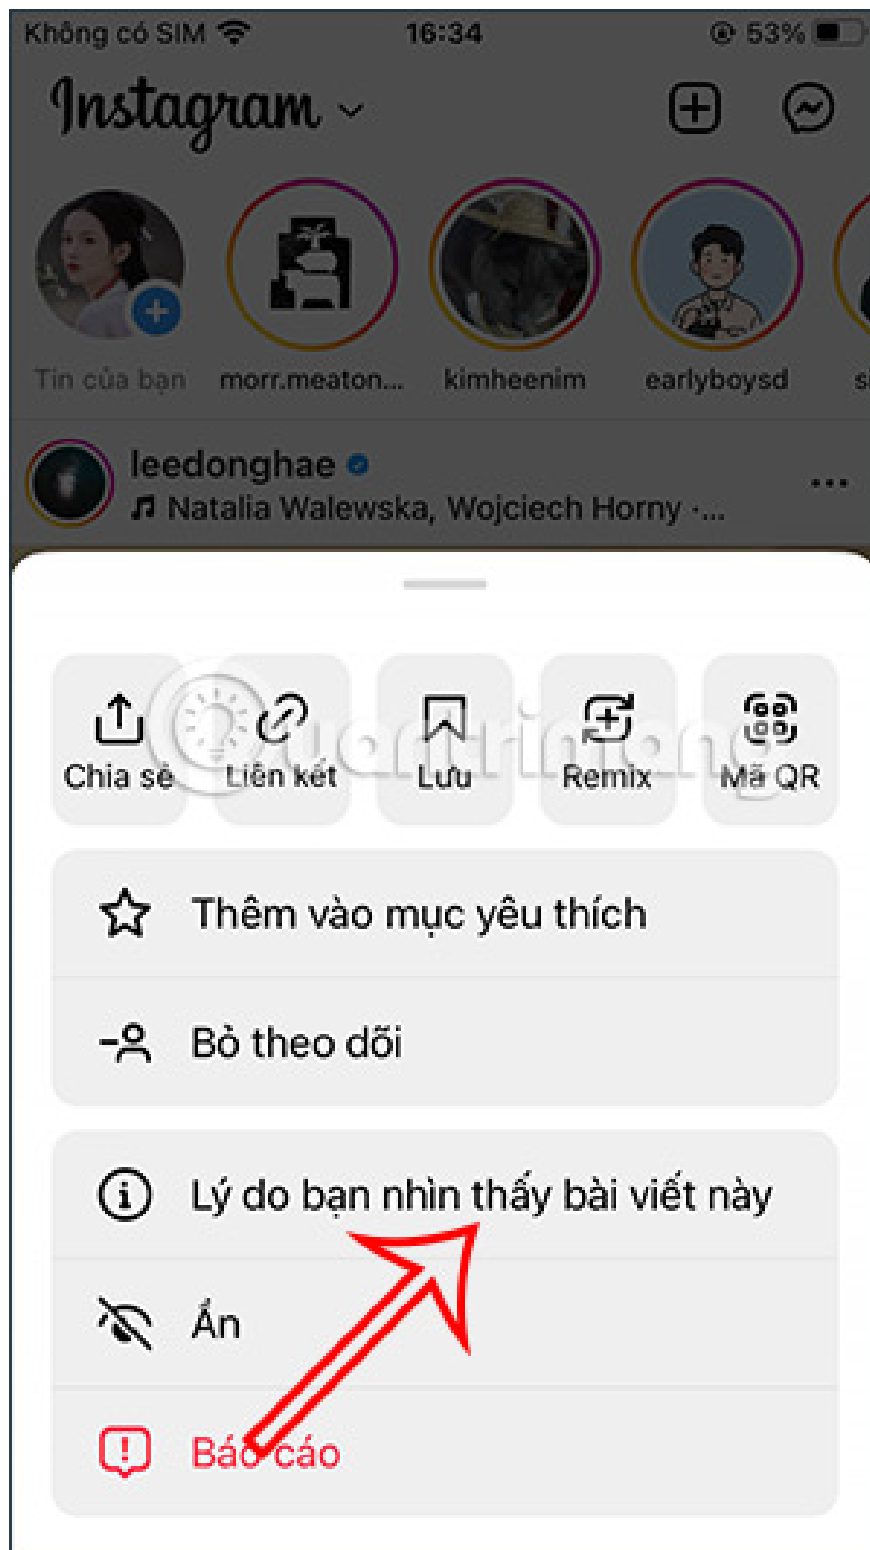 Không có SIM 16:34 53%
Instagram
Tin của bạn morr.meaton... kimheenim earlyboysd
leedonghae
Natalia Walewska, Wojciech Horny ·...
Chia sẻ Liên kết Lưu Remix Mã QR
Quantrimang
Thêm vào mục yêu thích
Bỏ theo dõi
Lý do bạn nhìn thấy bài viết này
Ẩn
Báo cáo